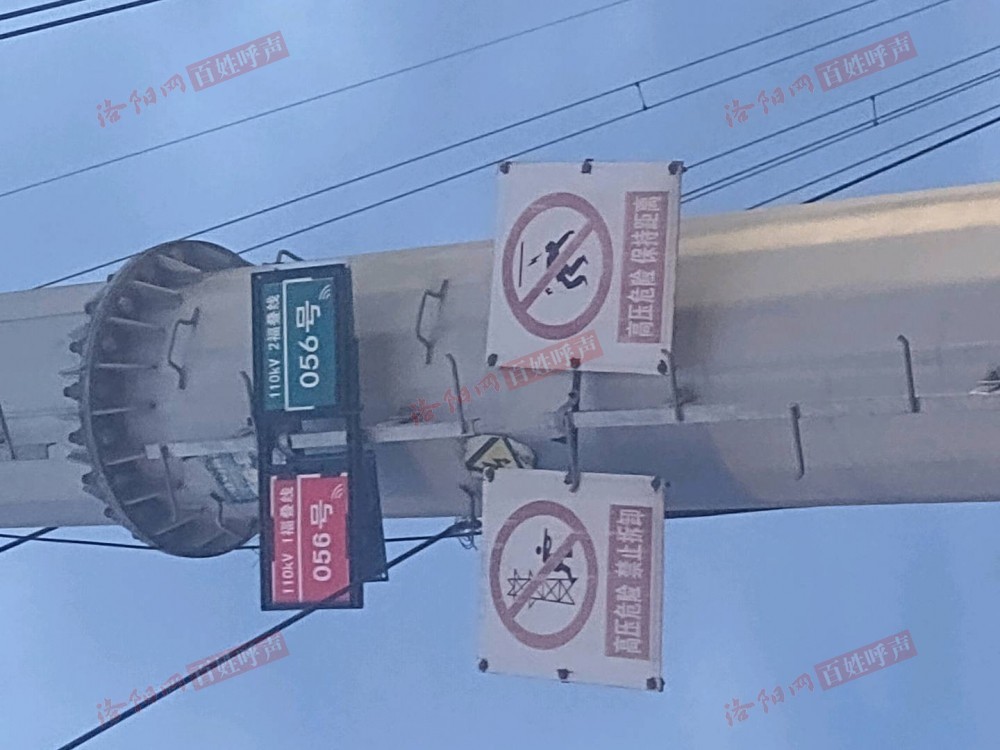 110kV 1福叠线
056号
110kV 2福叠线
056号
高压危险 禁止拆卸
高压危险 保持距离
洛阳网 百姓呼声
洛阳网 百姓呼声
洛阳网 百姓呼声
洛阳网 百姓呼声
洛阳网 百姓呼声